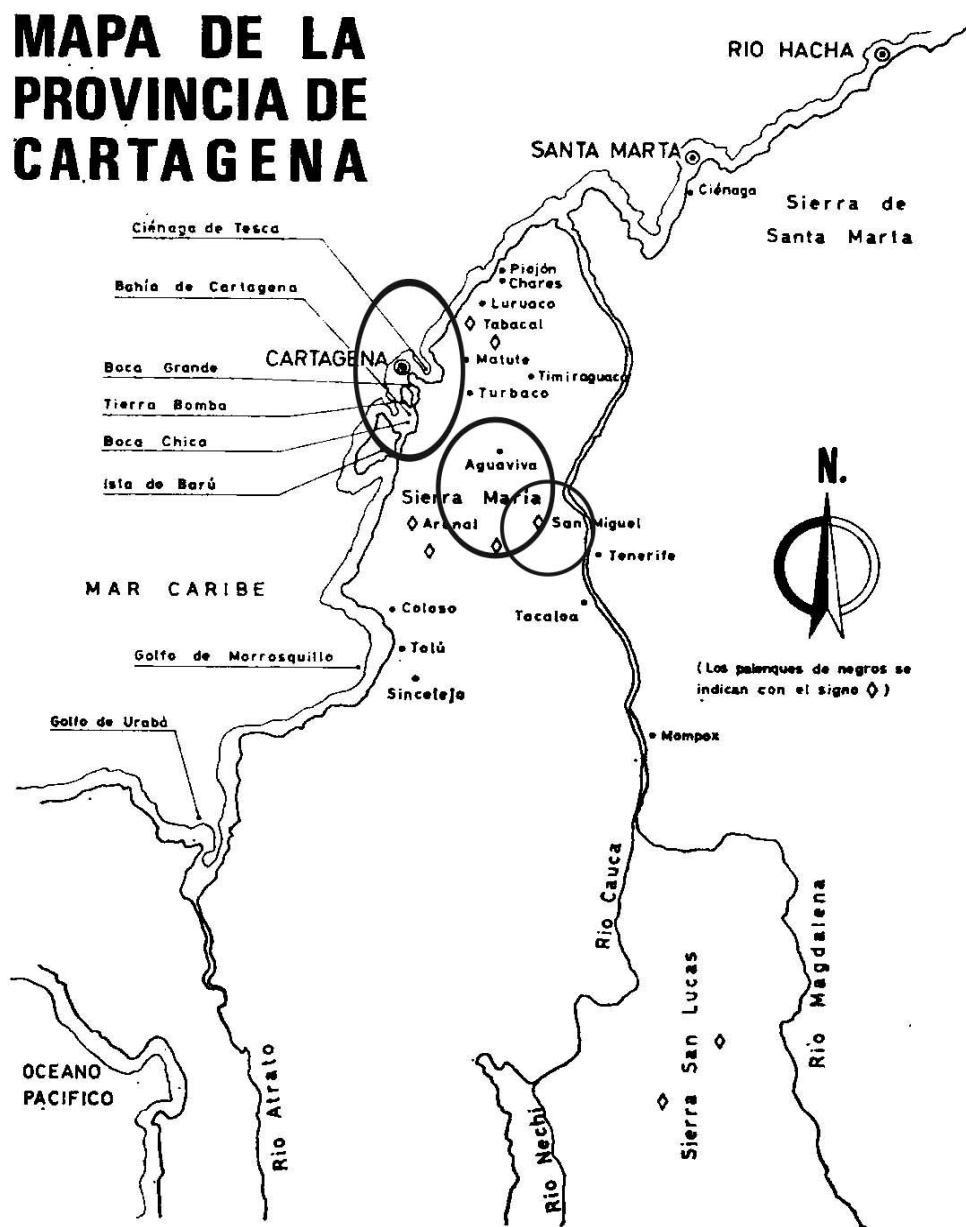 MAPA DE LA
PROVINCIA DE
CARTAGENA
RIO HACHA
SANTA MARTA
Ciénaga
Sierra de
Santa Marta
Ciénaga de Tesca
Bahía de Cartagena
Boca Grande
Tierra Bomba
Boca Chica
Isla de Barú
CARTAGENA
Piojón
Chares
Luruaco
Tabacal
Matute
Timiraguaco
Turbaco
Aguaviva
Sierra María
Arenal
San Miguel
Tenerife
Tacaloa
Coloso
Tolú
Sincelejo
MAR CARIBE
Golfo de Morrosquillo
Golfo de Urabá
N.
(Los palenques de negros se
indican con el signo ◊)
Mompox
Rio Cauca
Rio Magdalena
Sierra San Lucas
OCEANO
PACIFICO
Rio Atrato
Rio Nechí